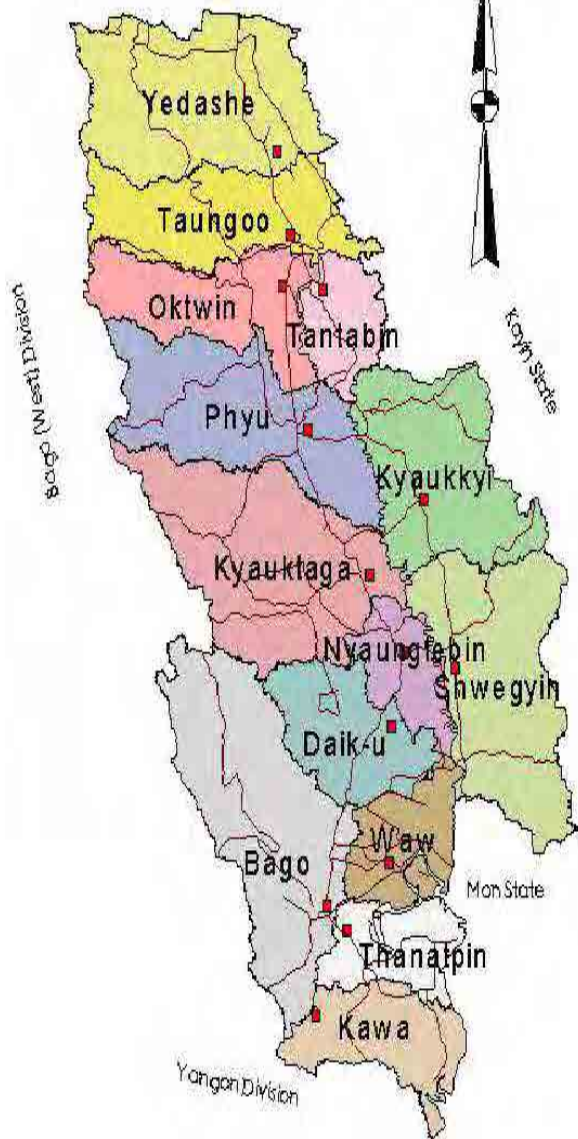 Yedashe
Taungoo
Oktwin
Tantabin
Bago (West) Division
Kayin State
Phyu
Kyaukkyi
Kyauktaga
Nyaunglebin
Shwegyin
Daik-u
Waw
Bago
Mon State
Thanatpin
Kawa
Yangon Division